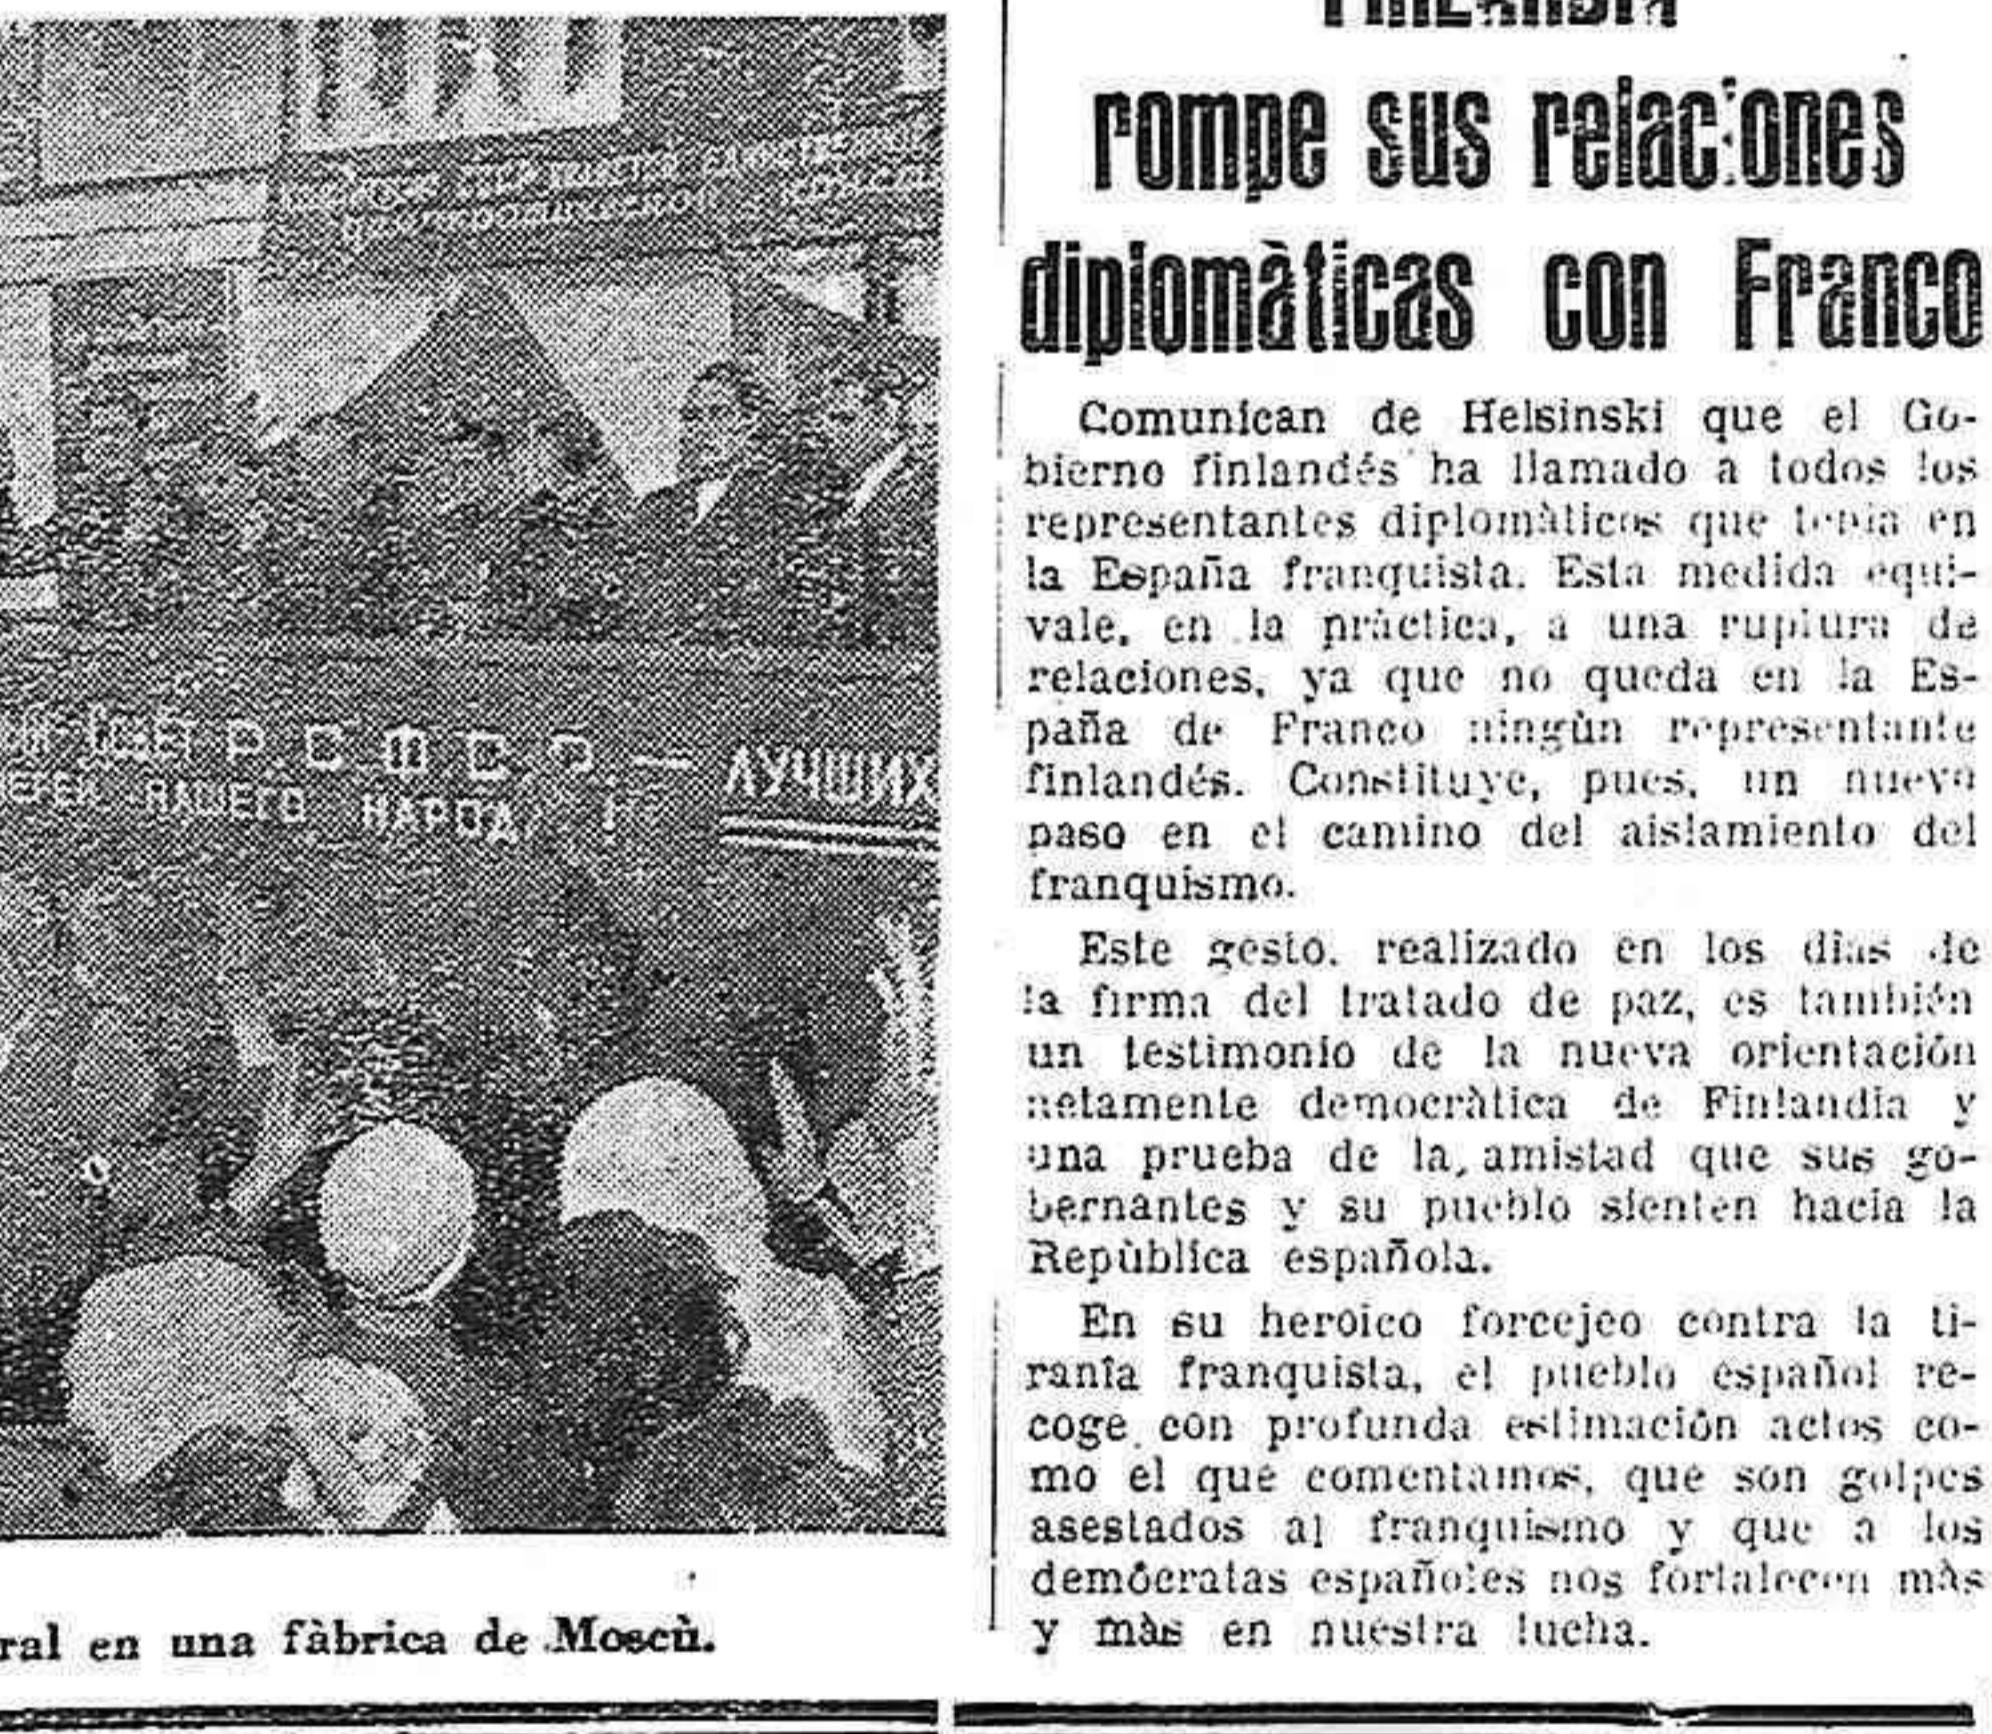 Р. С. Ф. С. Р. — ЛУЧШИХ
НАШЕГО НАРОДА!
ral en una fàbrica de Moscù.
FINLANDIA
rompe sus relaciones
diplomàticas con Franco
Comunican de Helsinski que el Go-
bierno finlandés ha llamado a todos los
representantes diplomàticos que tenia en
la España franquista. Esta medida equi-
vale, en la pràctica, a una ruptura de
relaciones, ya que no queda en la Es-
paña de Franco ningùn representante
finlandés. Constituye, pues, un nuevo
paso en el camino del aislamiento del
franquismo.
Este gesto, realizado en los dias de
la firma del tratado de paz, es también
un testimonio de la nueva orientación
netamente democràtica de Finlandia y
una prueba de la amistad que sus go-
bernantes y su pueblo sienten hacia la
Repùblica española.
En su heroico forcejeo contra la ti-
ranía franquista, el pueblo español re-
coge con profunda estimación actos co-
mo el que comentamos, que son golpes
asestados al franquismo y que a los
demócratas españoles nos fortalecen màs
y màs en nuestra lucha.